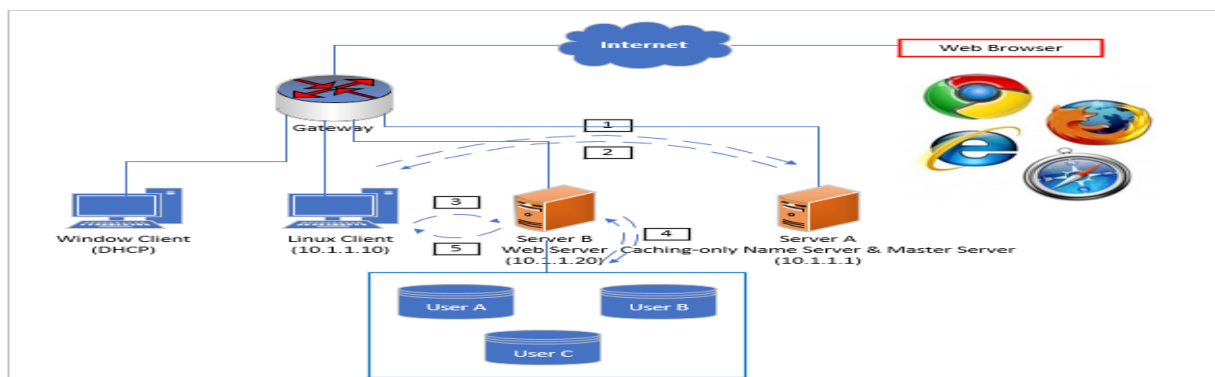 Internet
Web Browser
Gateway
1
2
3
4
5
Window Client
(DHCP)
Linux Client
(10.1.1.10)
Server B
Web Server
(10.1.1.20)
Server A
Caching-only Name Server & Master Server
(10.1.1.1)
User A
User B
User C